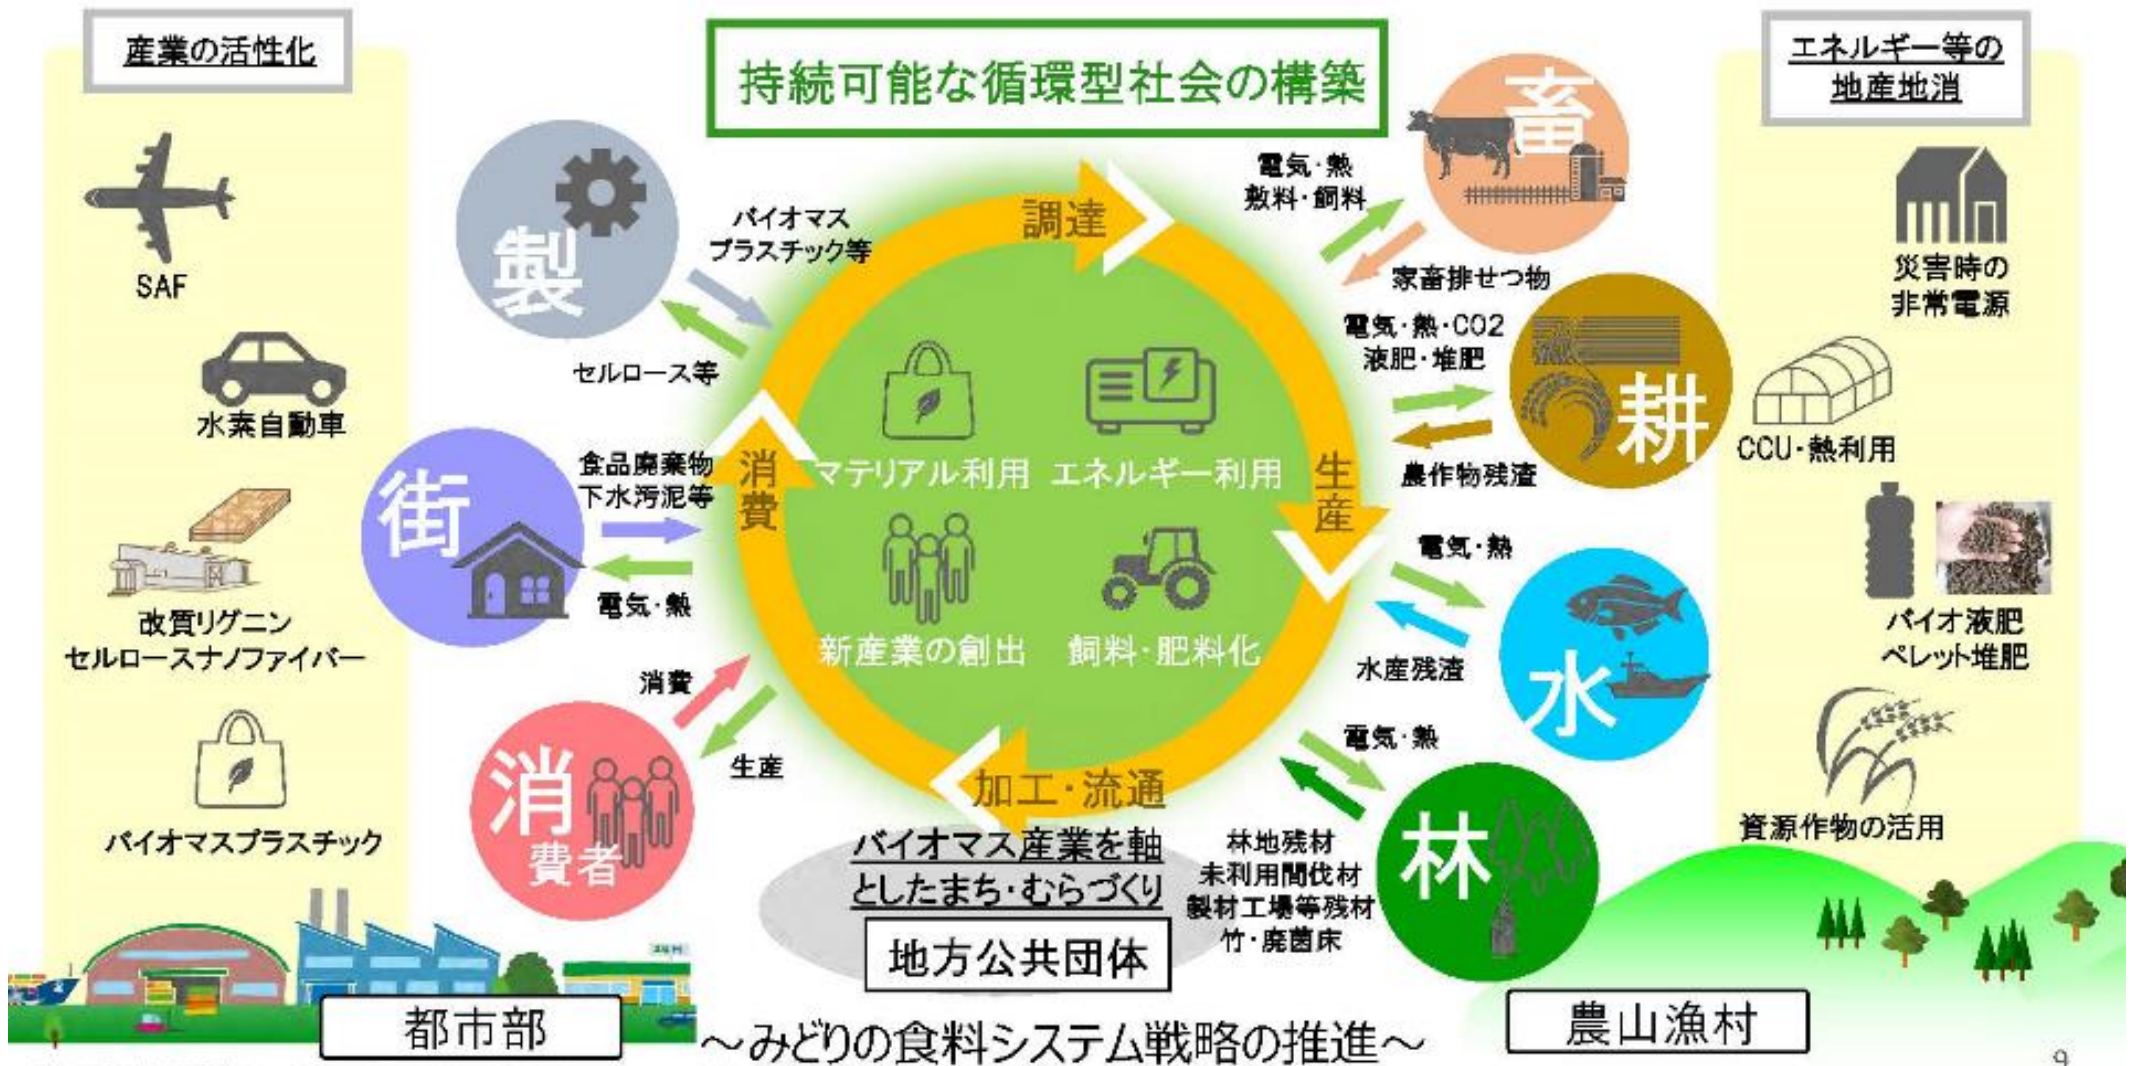 産業の活性化
SAF
水素自動車
改質リグニン
セルロースナノファイバー
バイオマスプラスチック
持続可能な循環型社会の構築
製
バイオマス
プラスチック等
セルロース等
街
食品廃棄物
下水汚泥等
電気・熱
消費
生産
消
費者
調達
生産
加工・流通
消費
マテリアル利用
エネルギー利用
新産業の創出
飼料・肥料化
畜
電気・熱
敷料・飼料
家畜排せつ物
耕
電気・熱・CO2
液肥・堆肥
農作物残渣
水
電気・熱
水産残渣
林
電気・熱
林地残材
未利用間伐材
製材工場等残材
竹・廃菌床
エネルギー等の
地産地消
災害時の
非常電源
CCU・熱利用
バイオ液肥
ペレット堆肥
資源作物の活用
バイオマス産業を軸
としたまち・むらづくり
地方公共団体
都市部
～みどりの食料システム戦略の推進～
農山漁村
9